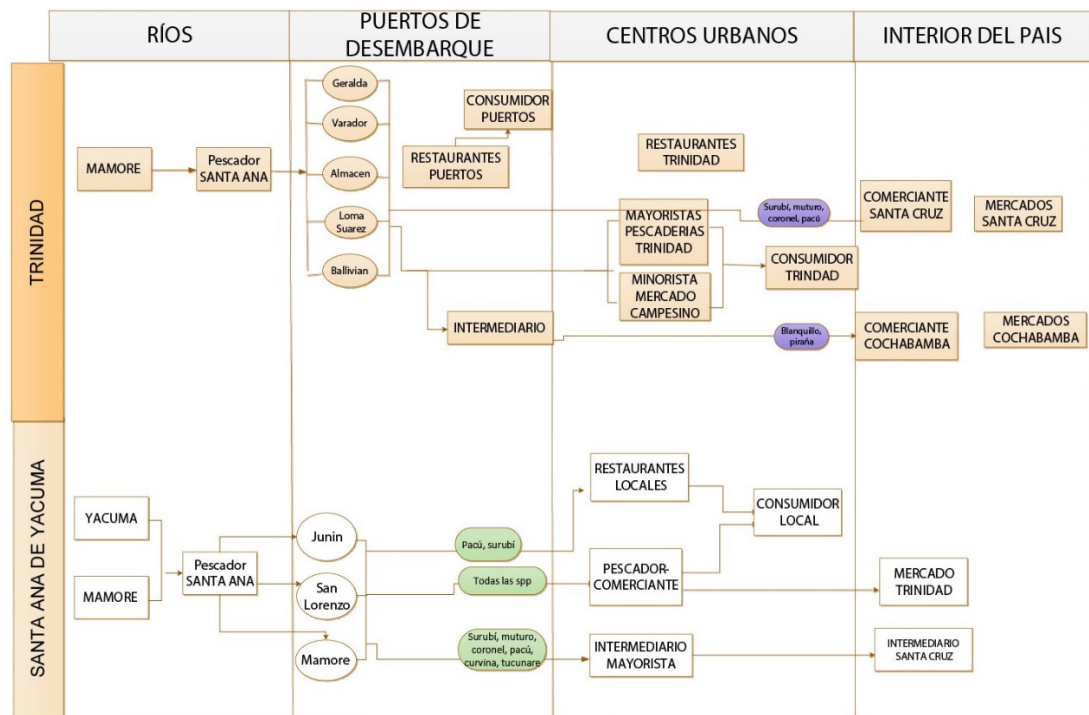 RÍOS
PUERTOS DE
DESEMBARQUE
CENTROS URBANOS
INTERIOR DEL PAIS
TRINIDAD
MAMORE
Pescador
SANTA ANA
Geralda
Varador
Almacen
Loma
Suarez
Ballivian
CONSUMIDOR
PUERTOS
RESTAURANTES
PUERTOS
INTERMEDIARIO
RESTAURANTES
TRINIDAD
MAYORISTAS
PESCADERIAS
TRINIDAD
MINORISTA
MERCADO
CAMPESINO
Surubí, muturo,
coronel, pacú
CONSUMIDOR
TRINDAD
Blanquillo,
piraña
COMERCIANTE
SANTA CRUZ
MERCADOS
SANTA CRUZ
COMERCIANTE
COCHABAMBA
MERCADOS
COCHABAMBA
SANTA ANA DE YACUMA
YACUMA
MAMORE
Pescador
SANTA ANA
Junin
San
Lorenzo
Mamore
Pacú, surubí
Todas las spp
Surubí, muturo,
coronel, pacú,
curvina, tucunare
RESTAURANTES
LOCALES
PESCADOR-
COMERCIANTE
INTERMEDIARIO
MAYORISTA
CONSUMIDOR
LOCAL
MERCADO
TRINIDAD
INTERMEDIARIO
SANTA CRUZ